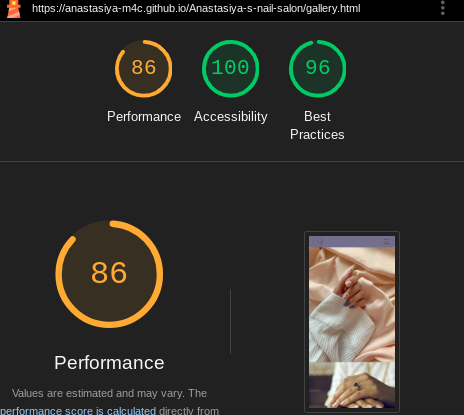 https://anastasiya-m4c.github.io/Anastasiya-s-nail-salon/gallery.html
86
100
96
Performance
Accessibility
Best
Practices
86
Performance
Values are estimated and may vary. The
performance score is calculated directly from